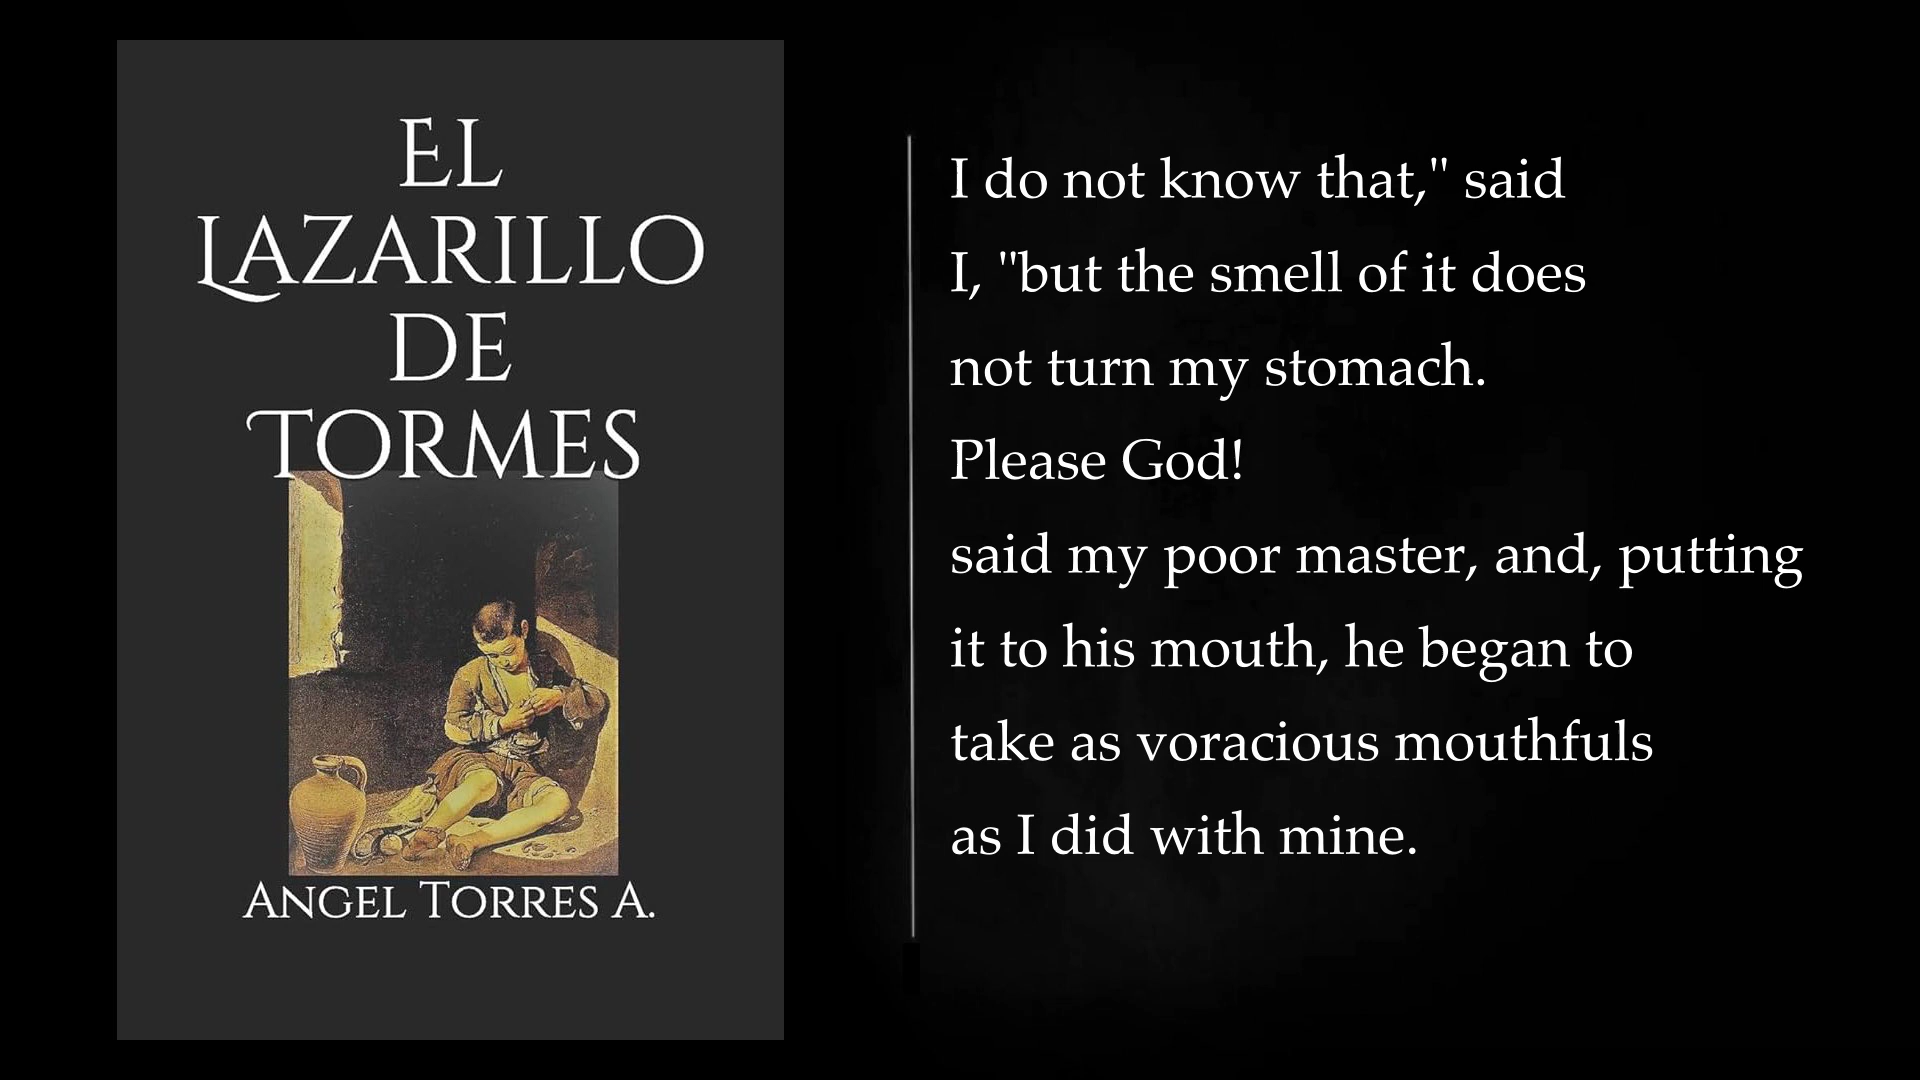 EL
LAZARILLO
DE
TORMES
ANGEL TORRES A.
I do not know that," said
I, "but the smell of it does
not turn my stomach.
Please God!
said my poor master, and, putting
it to his mouth, he began to
take as voracious mouthfuls
as I did with mine.